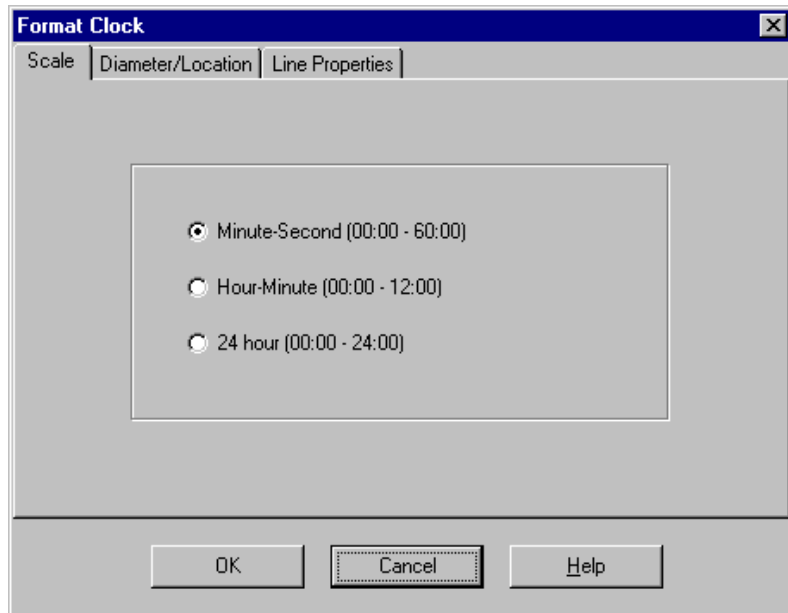 Format Clock
Scale Diameter/Location Line Properties
Minute-Second (00:00 - 60:00)
Hour-Minute (00:00 - 12:00)
24 hour (00:00 - 24:00)
OK Cancel Help